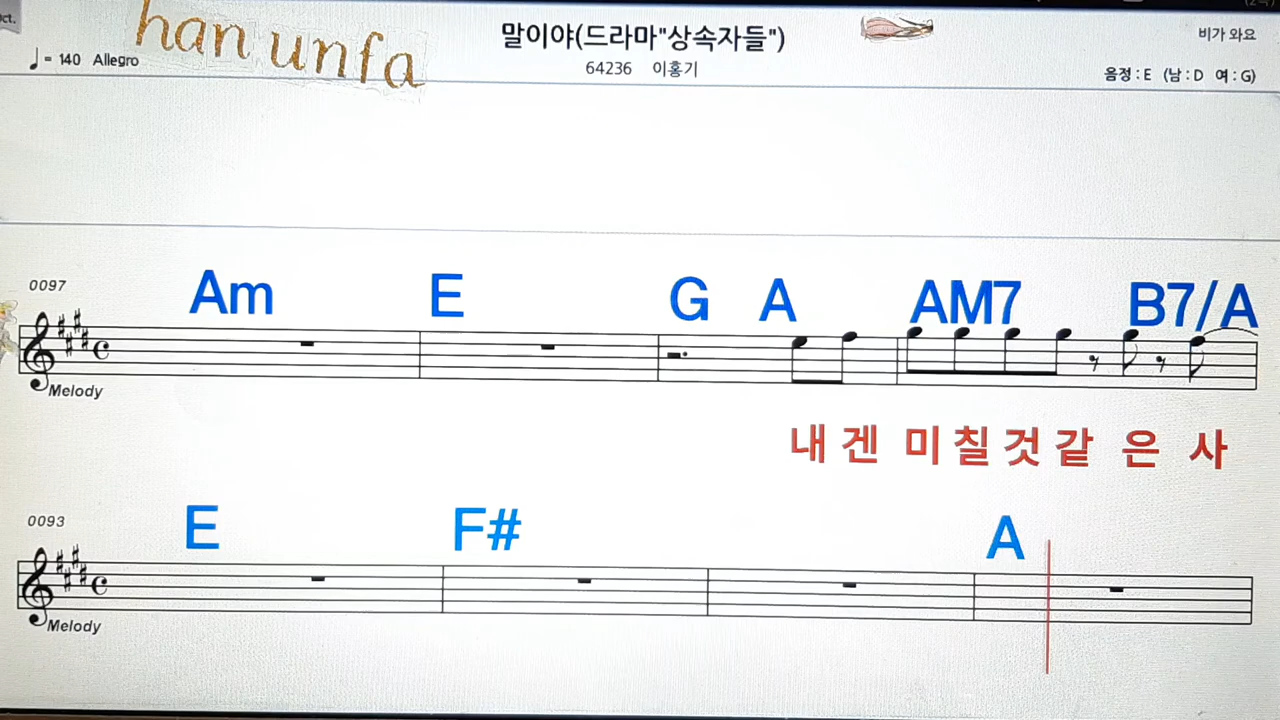 han unfa
말이야(드라마"상속자들")
비가 와요
♩= 140 Allegro
64236 이홍기
음정 : E (남 : D 여 : G)
0097
Am E G A AM7 B7/A
Melody
내 겐 미 칠 것 같 은 사
0093
E F# A
Melody